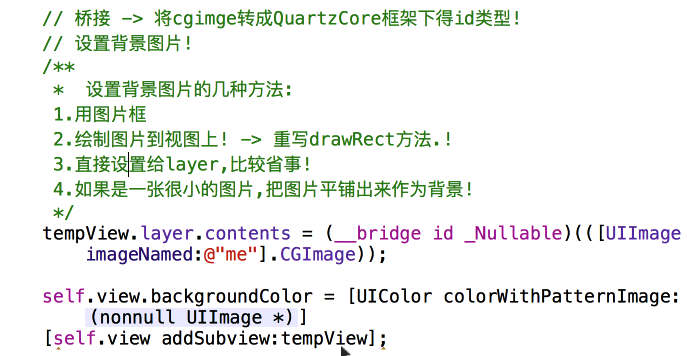 // 桥接 -> 将cgimge转成QuartzCore框架下得id类型!
// 设置背景图片!
/**
 *  设置背景图片的几种方法:
 1.用图片框
 2.绘制图片到视图上! -> 重写drawRect方法.!
 3.直接设置给layer,比较省事!
 4.如果是一张很小的图片,把图片平铺出来作为背景!
 */
tempView.layer.contents = (__bridge id _Nullable)(([UIImage
imageNamed:@"me"].CGImage));
self.view.backgroundColor = [UIColor colorWithPatternImage:
(nonnull UIImage *)]
[self.view addSubview:tempView];